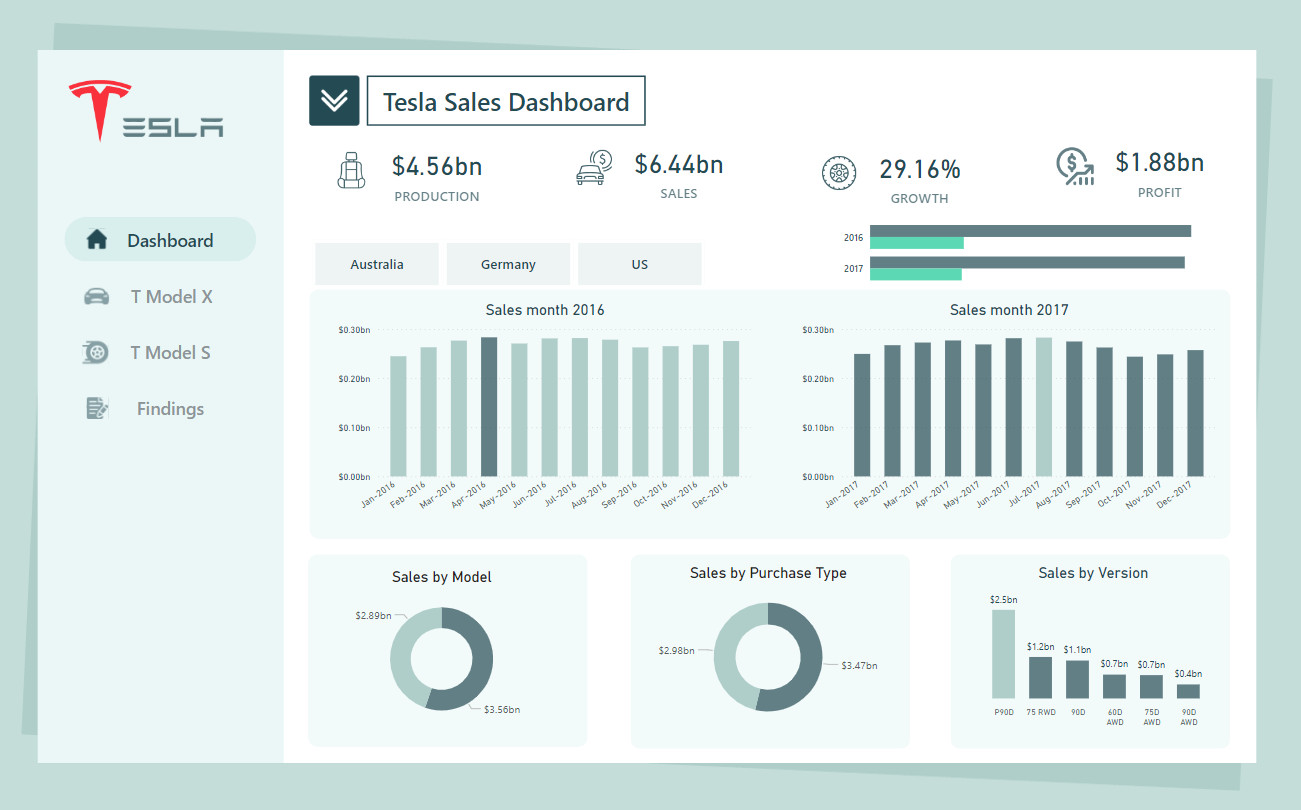 TESLA
Tesla Sales Dashboard
$4.56bn
PRODUCTION
$6.44bn
SALES
29.16%
GROWTH
$1.88bn
PROFIT
Dashboard
T Model X
T Model S
Findings
Australia
Germany
US
2016
2017
Sales month 2016
$0.30bn
$0.20bn
$0.10bn
$0.00bn
Jan-2016
Feb-2016
Mar-2016
Apr-2016
May-2016
Jun-2016
Jul-2016
Aug-2016
Sep-2016
Oct-2016
Nov-2016
Dec-2016
Sales month 2017
$0.30bn
$0.20bn
$0.10bn
$0.00bn
Jan-2017
Feb-2017
Mar-2017
Apr-2017
May-2017
Jun-2017
Jul-2017
Aug-2017
Sep-2017
Oct-2017
Nov-2017
Dec-2017
Sales by Model
$2.89bn
$3.56bn
Sales by Purchase Type
$2.98bn
$3.47bn
Sales by Version
$2.5bn
$1.2bn
$1.1bn
$0.7bn
$0.7bn
$0.4bn
P90D
75 RWD
90D
60D
AWD
75D
AWD
90D
AWD